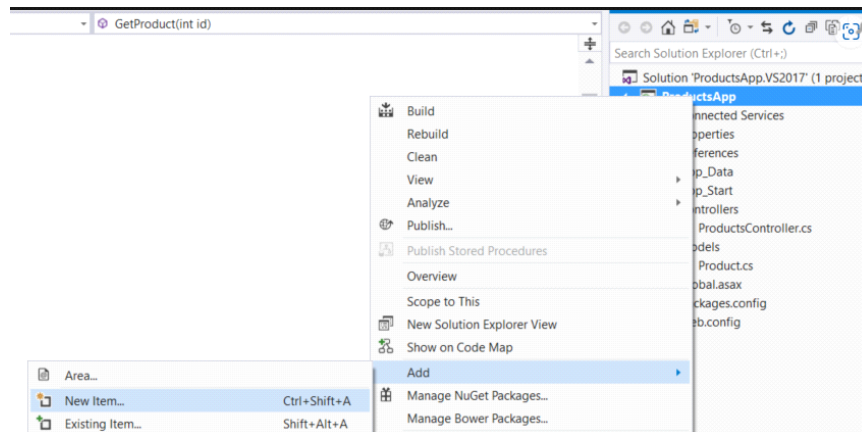 GetProduct(int id)
Search Solution Explorer (Ctrl+;)
Solution 'ProductsApp.VS2017' (1 project
ProductsApp
nnected Services
operties
ferences
pp_Data
pp_Start
ntrollers
ProductsController.cs
odels
Product.cs
obal.asax
ckages.config
eb.config
Build
Rebuild
Clean
View
Analyze
Publish...
Publish Stored Procedures
Overview
Scope to This
New Solution Explorer View
Show on Code Map
Add
Manage NuGet Packages...
Manage Bower Packages...
Area...
New Item... Ctrl+Shift+A
Existing Item... Shift+Alt+A